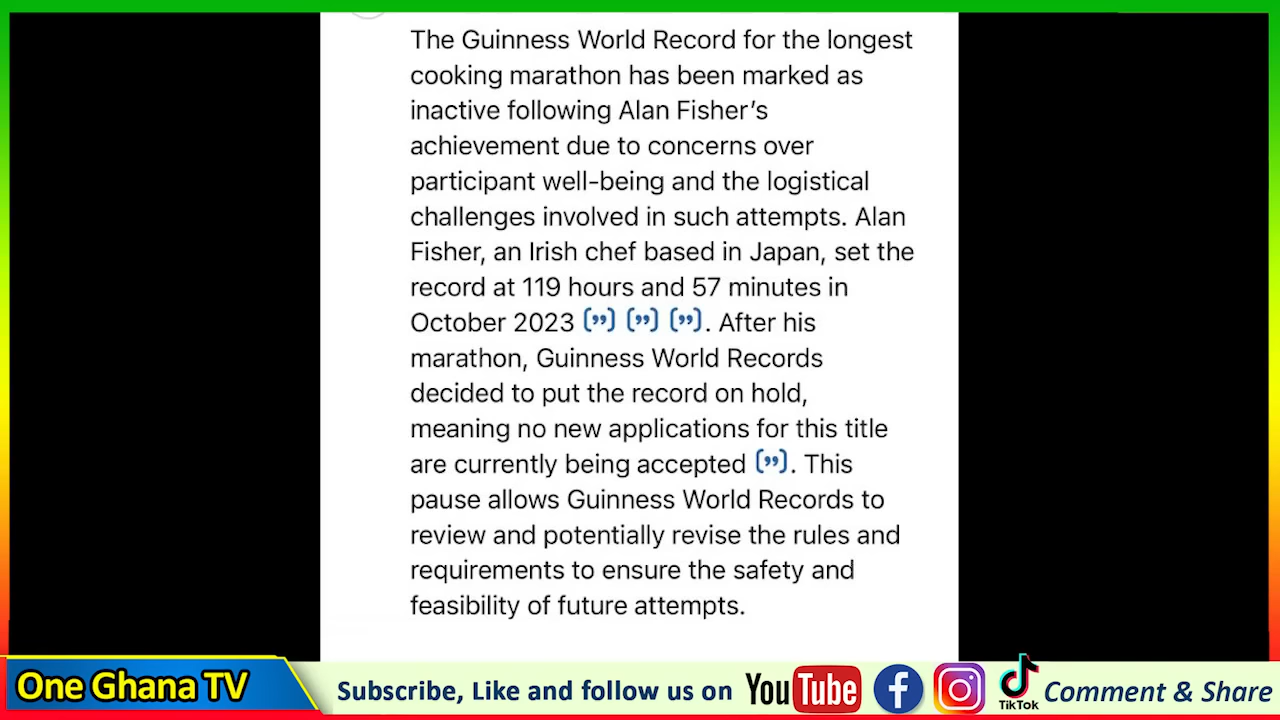 The Guinness World Record for the longest
cooking marathon has been marked as
inactive following Alan Fisher’s
achievement due to concerns over
participant well-being and the logistical
challenges involved in such attempts. Alan
Fisher, an Irish chef based in Japan, set the
record at 119 hours and 57 minutes in
October 2023 (”) (”) (”). After his
marathon, Guinness World Records
decided to put the record on hold,
meaning no new applications for this title
are currently being accepted (”). This
pause allows Guinness World Records to
review and potentially revise the rules and
requirements to ensure the safety and
feasibility of future attempts.
One Ghana TV
Subscribe, Like and follow us on YouTube TikTok Comment & Share